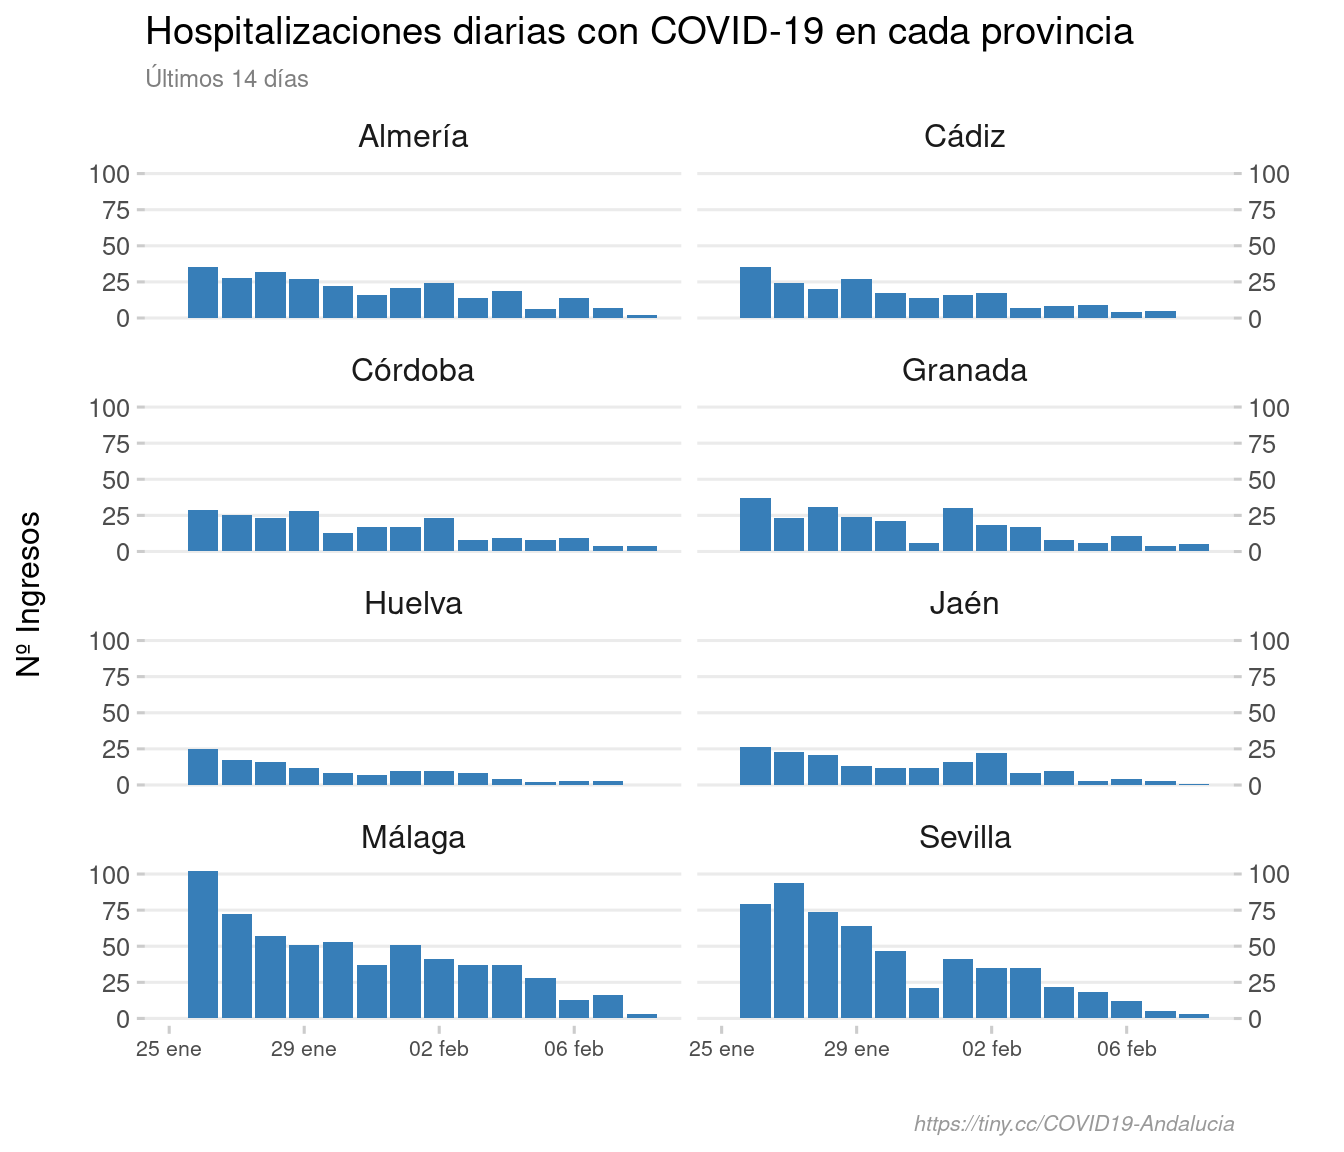 Hospitalizaciones diarias con COVID-19 en cada provincia
Últimos 14 días
Almería
Cádiz
100
75
50
25
0
100
75
50
25
0
Córdoba
Granada
100
75
50
25
0
100
75
50
25
0
Nº Ingresos
Huelva
Jaén
100
75
50
25
0
100
75
50
25
0
Málaga
Sevilla
100
75
50
25
0
100
75
50
25
0
25 ene 29 ene 02 feb 06 feb
25 ene 29 ene 02 feb 06 feb
https://tiny.cc/COVID19-Andalucia